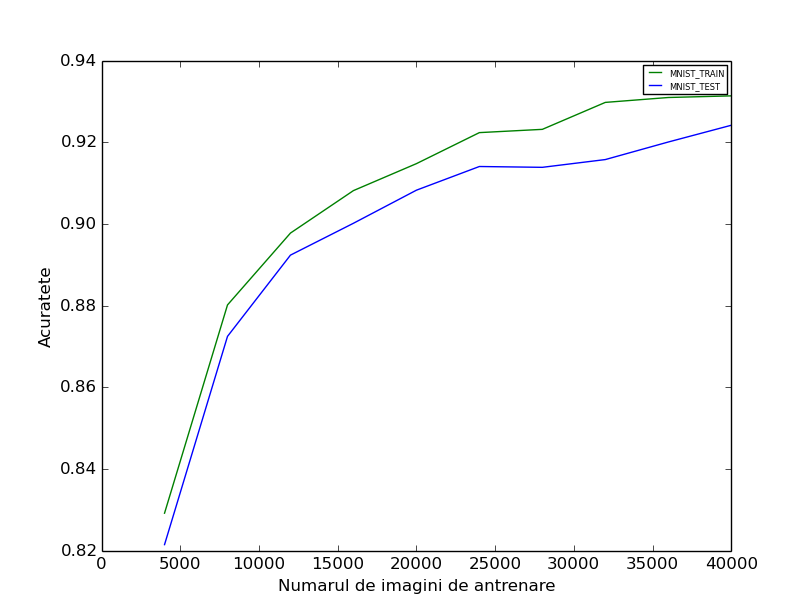 0.94
0.92
0.90
0.88
0.86
0.84
0.82
Acuratete
MNIST_TRAIN
MNIST_TEST
0 5000 10000 15000 20000 25000 30000 35000 40000
Numarul de imagini de antrenare